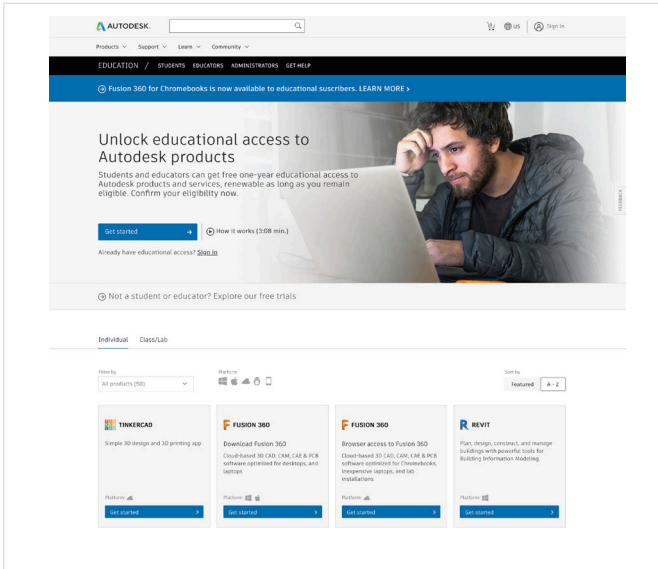 AUTODESK.
US
Sign in
Products Support Learn Community
EDUCATION / STUDENTS EDUCATORS ADMINISTRATORS GET HELP
Fusion 360 for Chromebooks is now available to educational suscribers. LEARN MORE >
Unlock educational access to
Autodesk products
Students and educators can get free one-year educational access to
Autodesk products and services, renewable as long as you remain
eligible. Confirm your eligibility now.
FEEDBACK
Get started
How it works (3:08 min.)
Already have educational access? Sign in
Not a student or educator? Explore our free trials
Individual Class/Lab
Filter by
Platform
Sort by
All products (50)
Featured
A - Z
TINKERCAD
Simple 3D design and 3D printing app
Platform
Get started
FUSION 360
Download Fusion 360
Cloud-based 3D CAD, CAM, CAE & PCB
software optimized for desktops, and
laptops
Platform
Get started
FUSION 360
Browser access to Fusion 360
Cloud-based 3D CAD, CAM, CAE & PCB
software optimized for Chromebooks,
inexpensive laptops, and lab
installations
Platform
Get started
REVIT
Plan, design, construct, and manage
buildings with powerful tools for
Building Information Modeling.
Platform
Get started